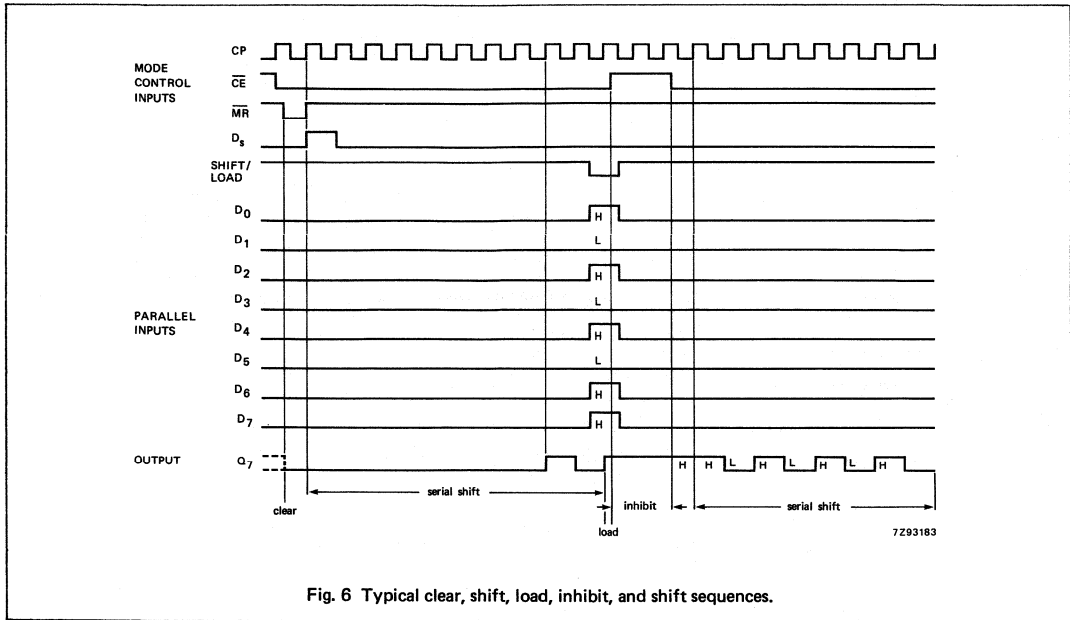 CP
MODE
CONTROL
INPUTS
CE
MR
Ds
SHIFT/
LOAD
D0
H
D1
L
D2
H
D3
L
PARALLEL
INPUTS
D4
H
D5
L
D6
H
D7
H
OUTPUT
Q7
H H L H L H L H
serial shift
clear
inhibit
serial shift
load
7Z93183
Fig. 6 Typical clear, shift, load, inhibit, and shift sequences.